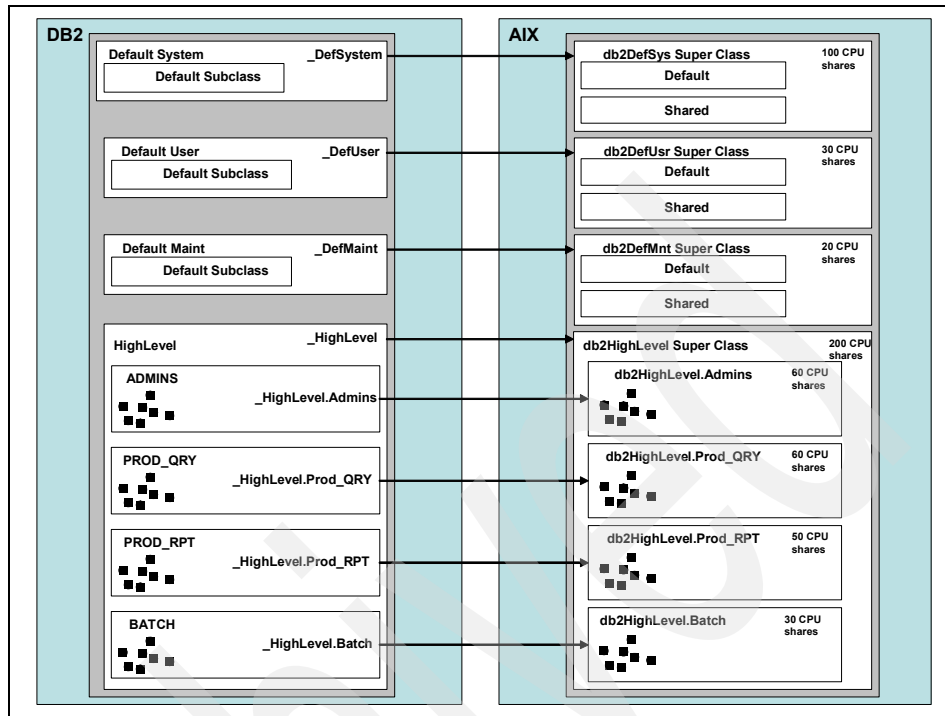 DB2
Default System
_DefSystem
Default Subclass
Default User
_DefUser
Default Subclass
Default Maint
_DefMaint
Default Subclass
_HighLevel
HighLevel
ADMINS
_HighLevel.Admins
PROD_QRY
_HighLevel.Prod_QRY
PROD_RPT
_HighLevel.Prod_RPT
BATCH
_HighLevel.Batch
AIX
db2DefSys Super Class
100 CPU
shares
Default
Shared
db2DefUsr Super Class
30 CPU
shares
Default
Shared
db2DefMnt Super Class
20 CPU
shares
Default
Shared
db2HighLevel Super Class
200 CPU
shares
db2HighLevel.Admins
60 CPU
shares
db2HighLevel.Prod_QRY
60 CPU
shares
db2HighLevel.Prod_RPT
50 CPU
shares
db2HighLevel.Batch
30 CPU
shares